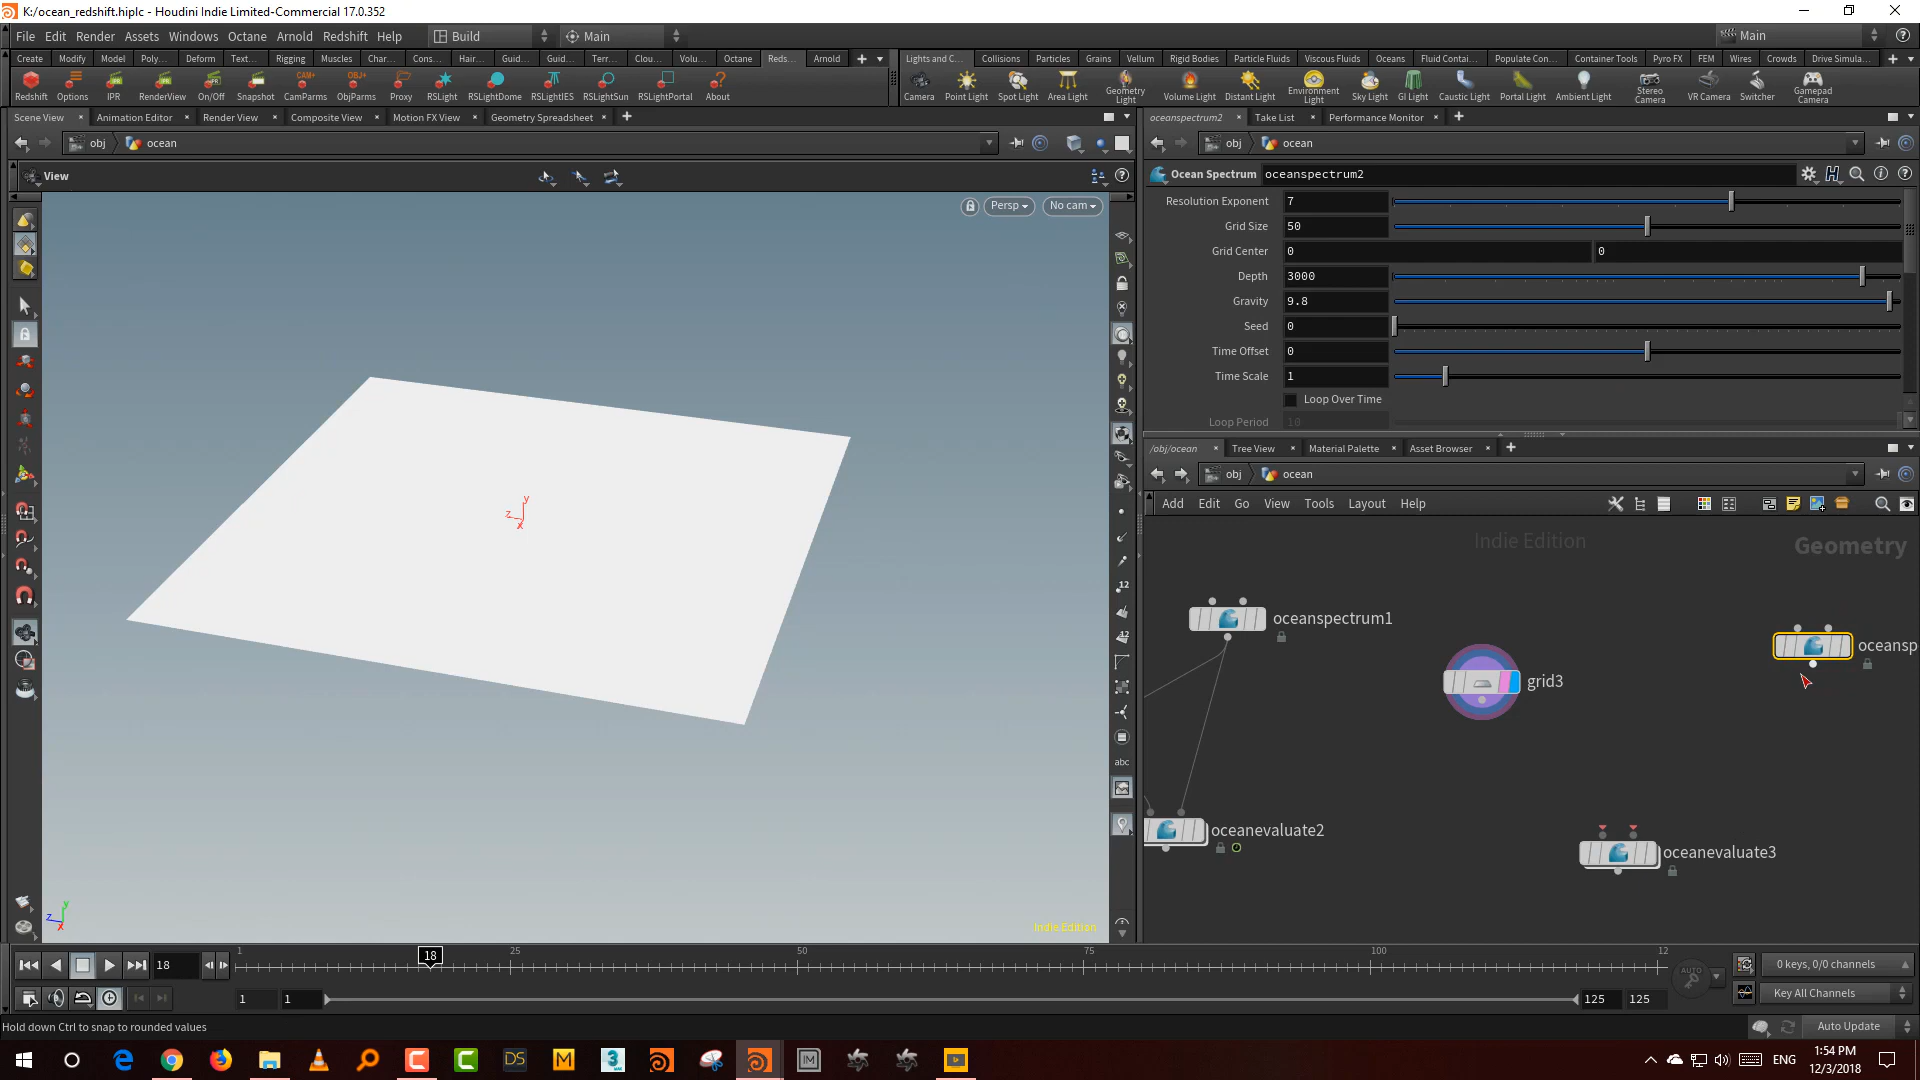 K:/ocean_redshift.hiplc - Houdini Indie Limited-Commercial 17.0.352
File Edit Render Assets Windows Octane Arnold Redshift Help Build Main Main
Create Modify Model Poly... Deform Text... Rigging Muscles Char... Cons... Hair... Guid... Guid... Terr... Clou... Volu... Octane Reds... Arnold
Lights and C... Collisions Particles Grains Vellum Rigid Bodies Particle Fluids Viscous Fluids Oceans Fluid Contai... Populate Con... Container Tools Pyro FX FEM Wires Crowds Drive Simula...
Redshift Options IPR RenderView On/Off Snapshot CamParms ObjParms Proxy RSLight RSLightDome RSLightIES RSLightSun RSLightPortal About
Camera Point Light Spot Light Area Light Geometry Light Volume Light Distant Light Environment Light Sky Light GI Light Caustic Light Portal Light Ambient Light Stereo Camera VR Camera Switcher Gamepad Camera
Scene View Animation Editor Render View Composite View Motion FX View Geometry Spreadsheet
oceanspectrum2 Take List Performance Monitor
obj ocean
obj ocean
View
Ocean Spectrum oceanspectrum2
Persp No cam
Resolution Exponent 7
Grid Size 50
Grid Center 0 0
Depth 3000
Gravity 9.8
Seed 0
Time Offset 0
Time Scale 1
Loop Over Time
Loop Period 10
/obj/ocean Tree View Material Palette Asset Browser
obj ocean
Add Edit Go View Tools Layout Help
Indie Edition Geometry
oceanspectrum1
oceansp
grid3
oceanevaluate2
oceanevaluate3
y
z
x
12
12
abc
y
z
x
Indie Edition
18
1 18 25 50 75 100 12
AUTO
0 keys, 0/0 channels
1 1 125 125
Key All Channels
Hold down Ctrl to snap to rounded values
Auto Update
DS M 3 IM
ENG
1:54 PM
12/3/2018